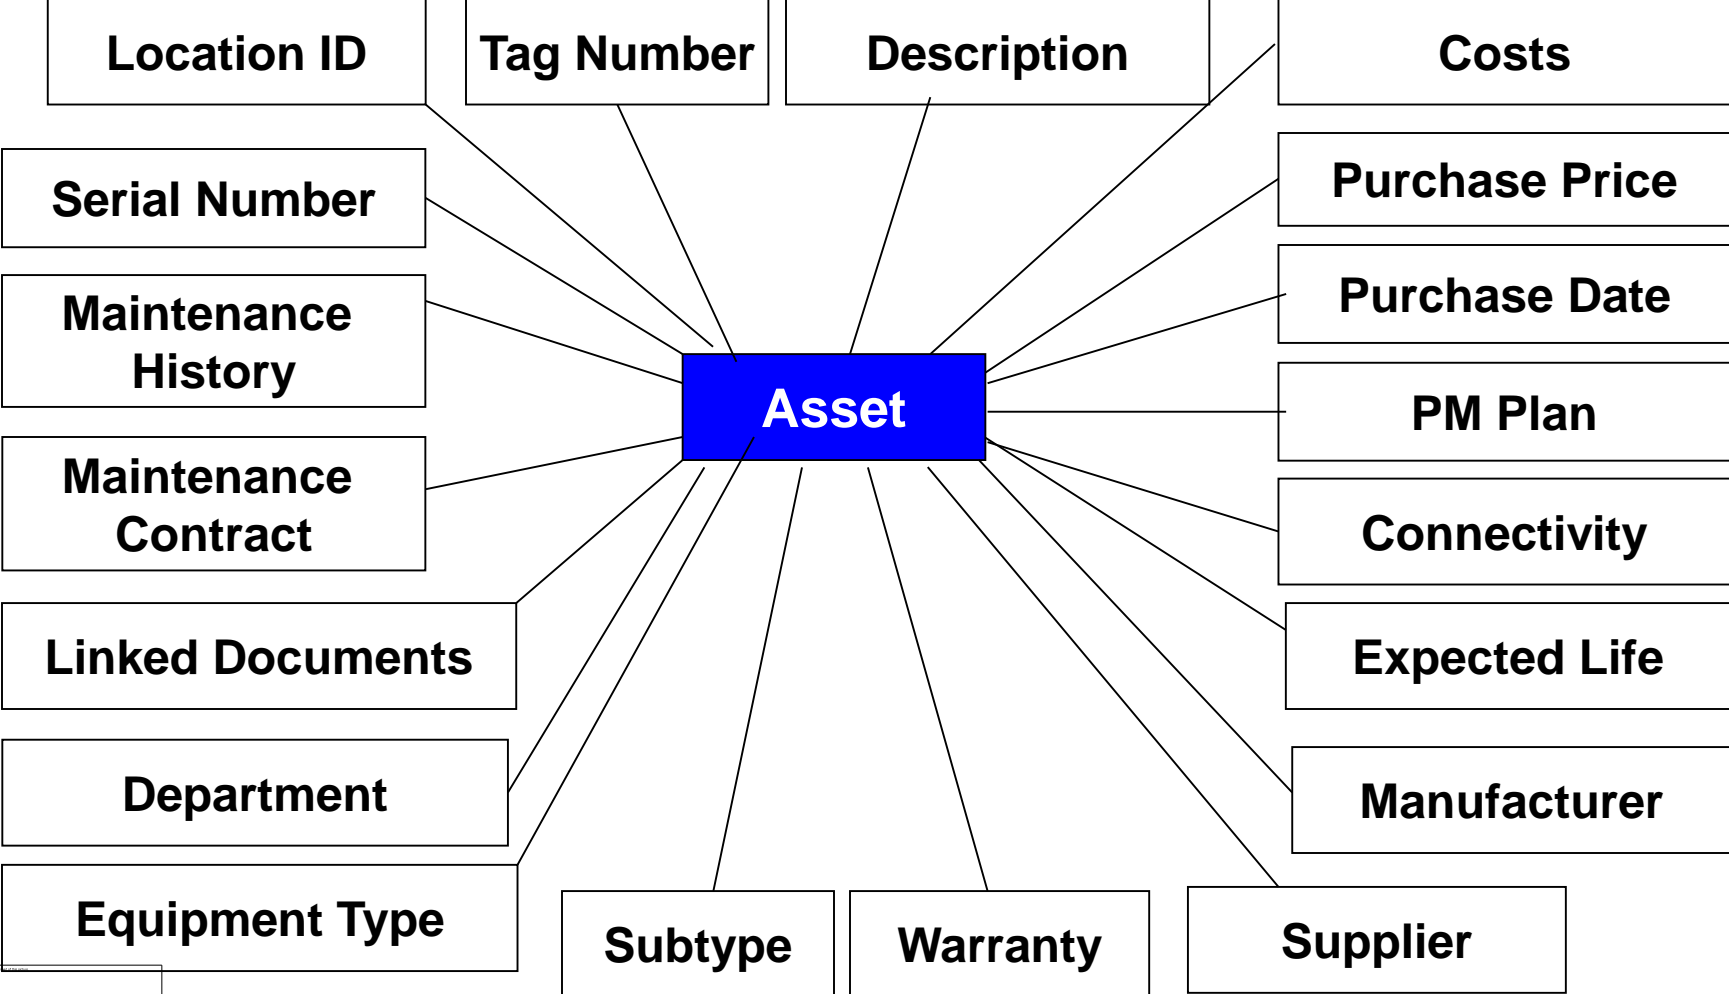 Location ID
Tag Number
Description
Costs
Serial Number
Purchase Price
Maintenance
History
Purchase Date
Asset
PM Plan
Maintenance
Contract
Connectivity
Linked Documents
Expected Life
Department
Manufacturer
Equipment Type
Subtype
Warranty
Supplier